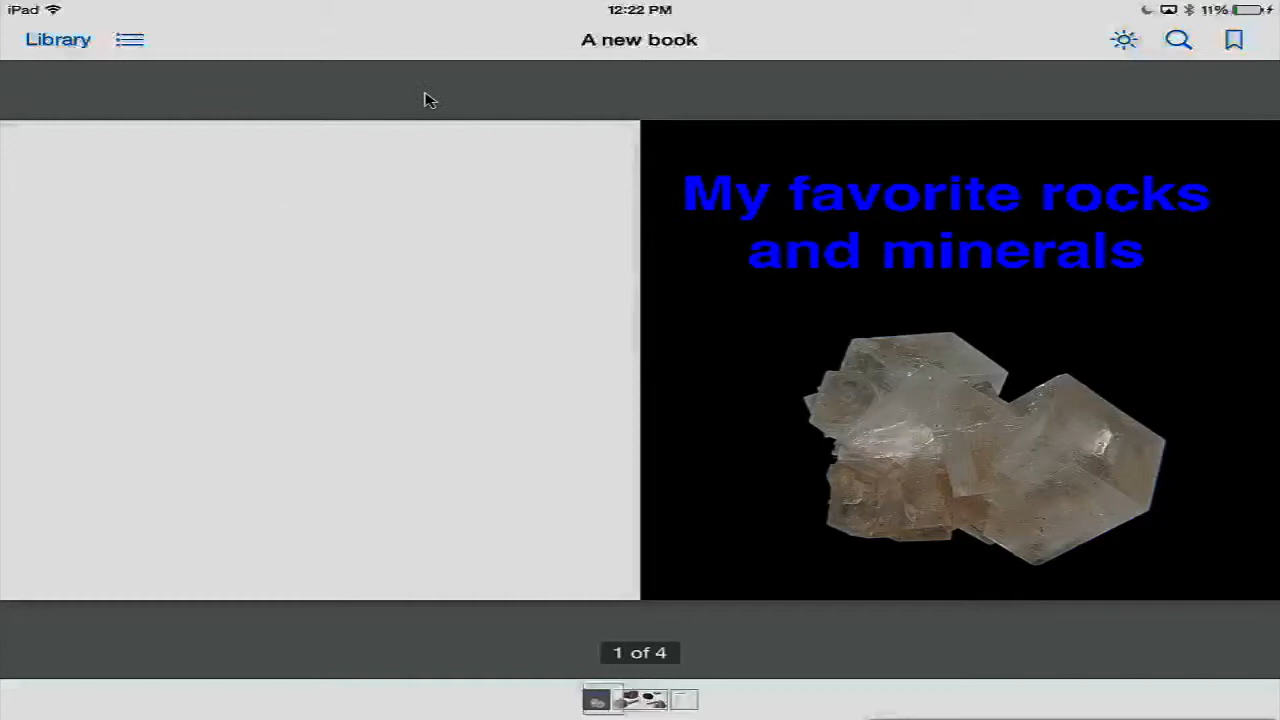 iPad
12:22 PM
11%
Library
A new book
My favorite rocks
and minerals
1 of 4